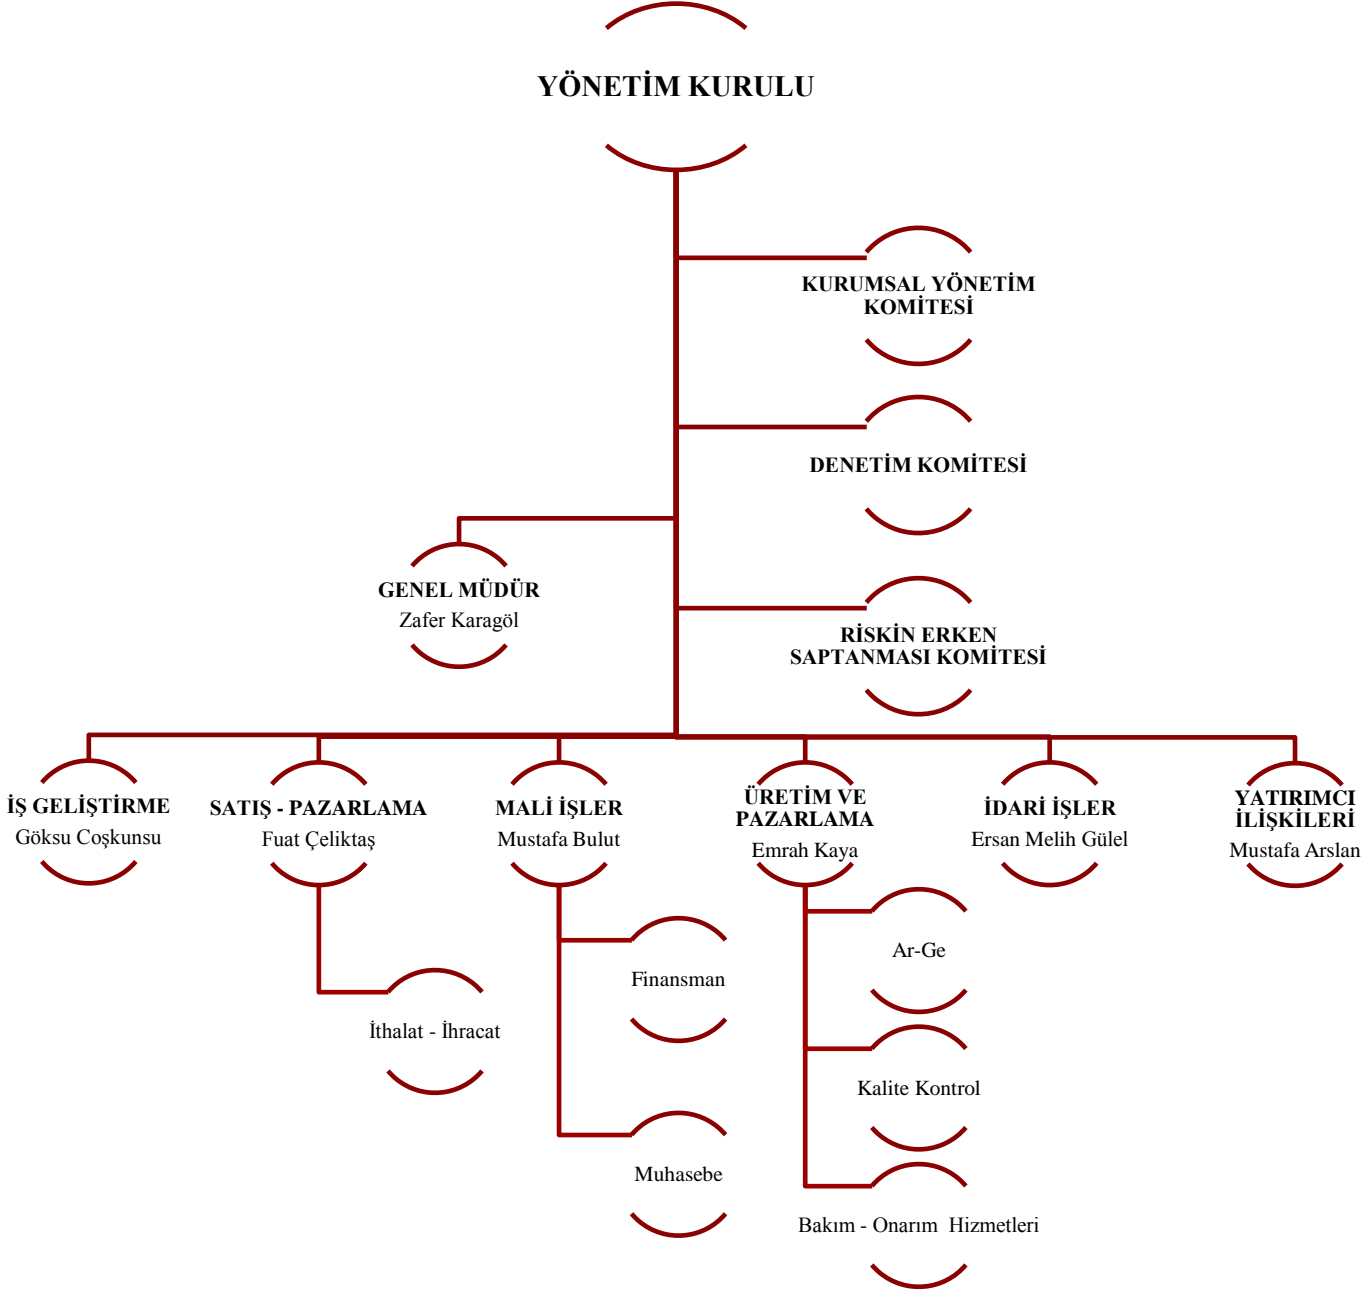 YÖNETİM KURULU
KURUMSAL YÖNETİM
KOMİTESİ
DENETİM KOMİTESİ
GENEL MÜDÜR
Zafer Karagöl
RİSKİN ERKEN
SAPTANMASI KOMİTESİ
İŞ GELİŞTİRME
Göksu Coşkunsu
SATIŞ - PAZARLAMA
Fuat Çeliktaş
MALİ İŞLER
Mustafa Bulut
ÜRETİM VE
PAZARLAMA
Emrah Kaya
İDARİ İŞLER
Ersan Melih Gülel
YATIRIMCI
İLİŞKİLERİ
Mustafa Arslan
İthalat - İhracat
Finansman
Muhasebe
Ar-Ge
Kalite Kontrol
Bakım - Onarım  Hizmetleri